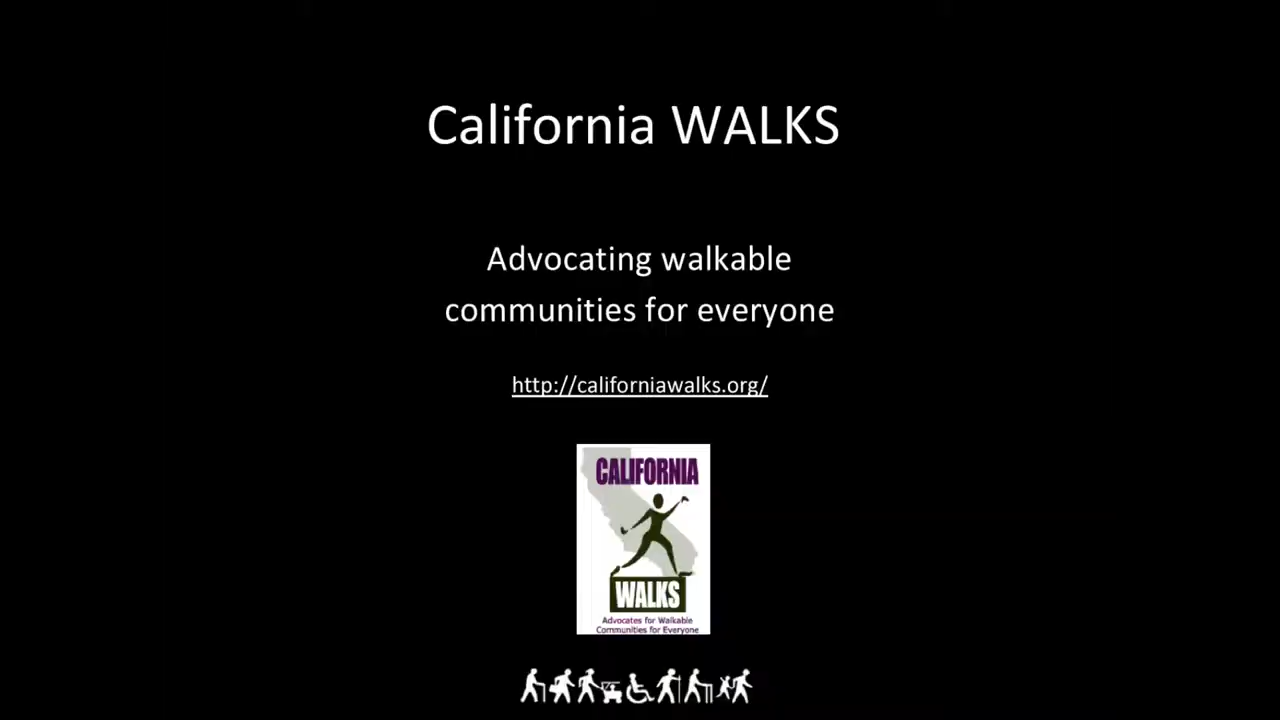 California WALKS
Advocating walkable
communities for everyone
http://californiawalks.org/
CALIFORNIA
WALKS
Advocates for Walkable
Communities for Everyone